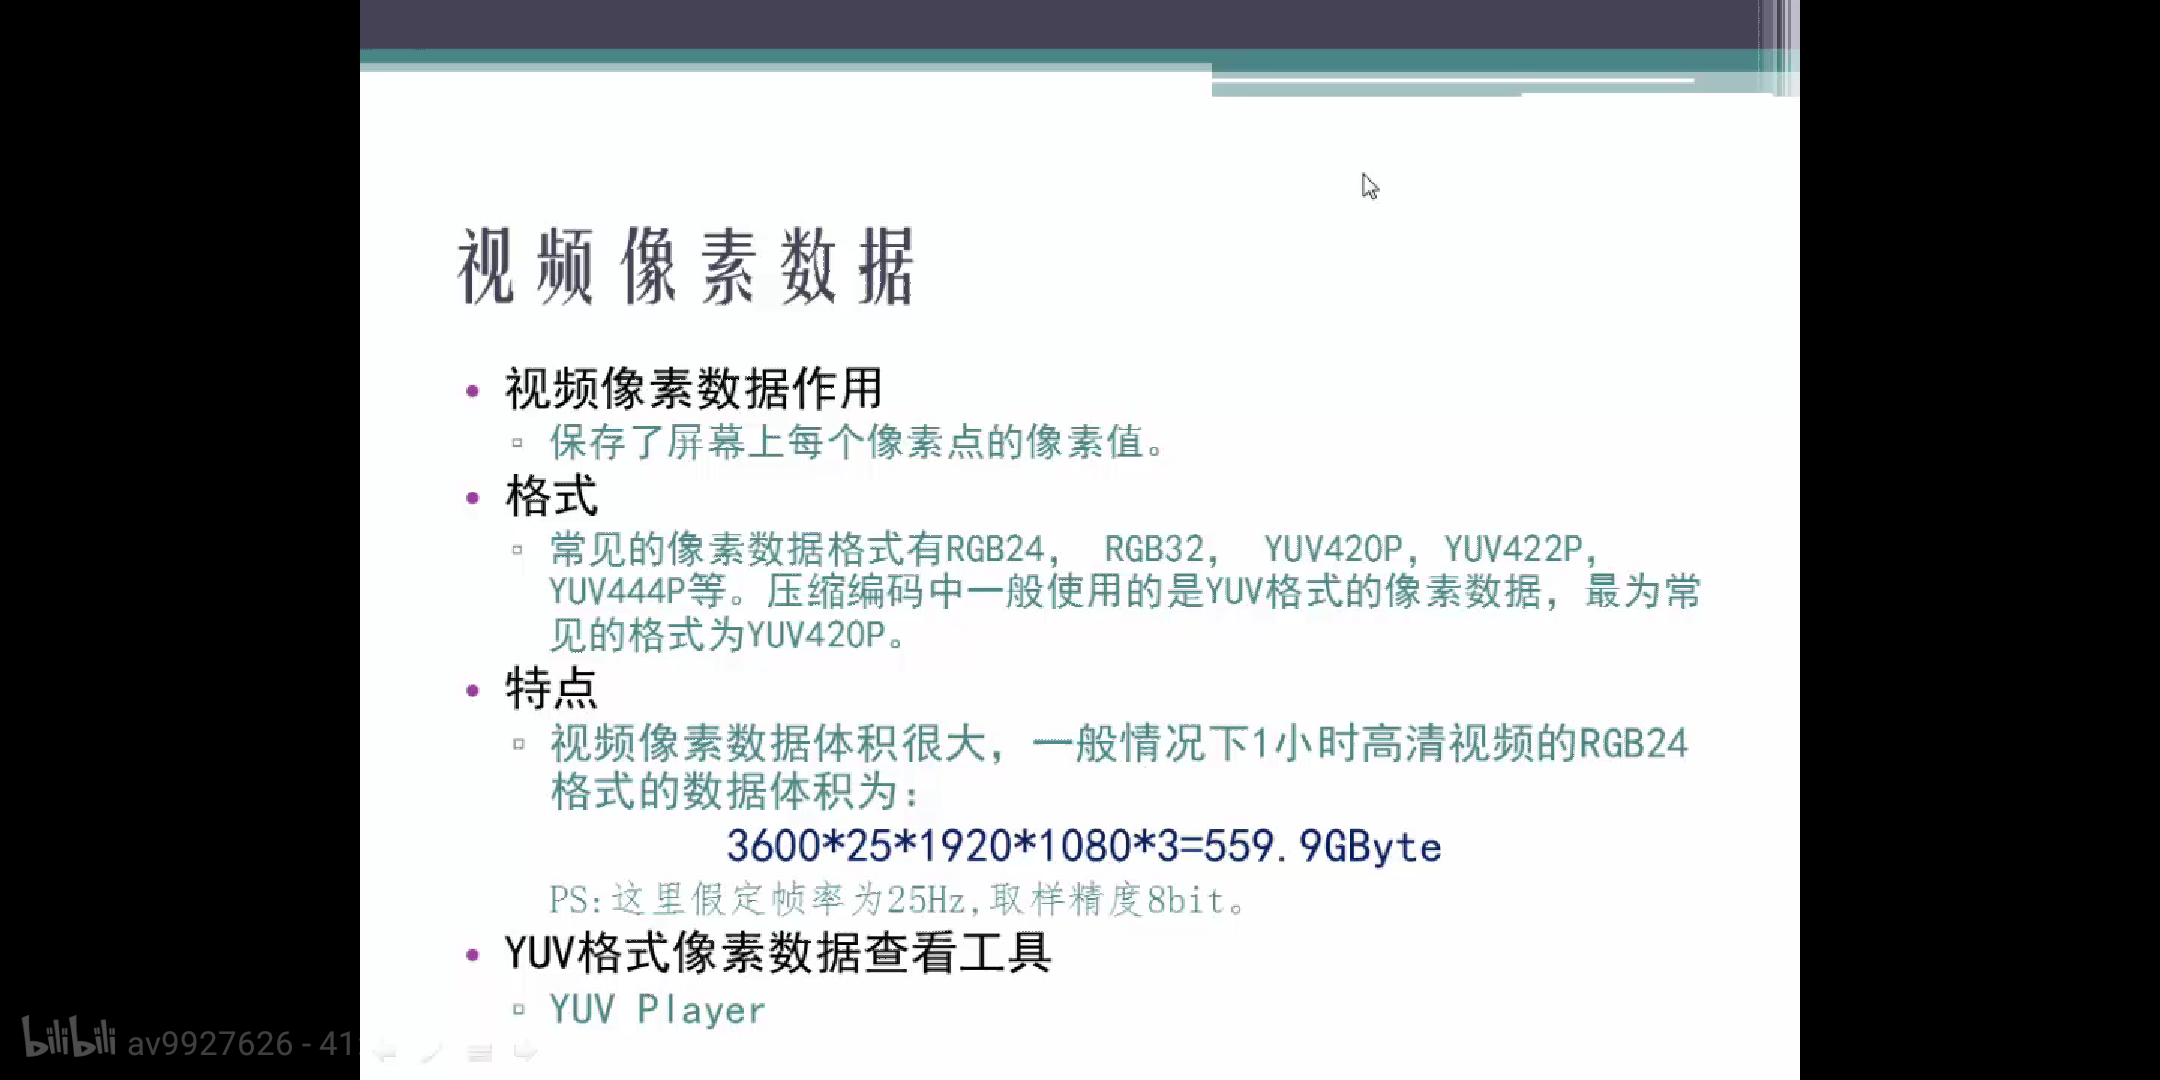 视频像素数据
• 视频像素数据作用
▫ 保存了屏幕上每个像素点的像素值。
• 格式
▫ 常见的像素数据格式有RGB24， RGB32， YUV420P，YUV422P，
YUV444P等。压缩编码中一般使用的是YUV格式的像素数据，最为常
见的格式为YUV420P。
• 特点
▫ 视频像素数据体积很大，一般情况下1小时高清视频的RGB24
格式的数据体积为：
3600*25*1920*1080*3=559.9GByte
PS:这里假定帧率为25Hz,取样精度8bit。
• YUV格式像素数据查看工具
▫ YUV Player
bilibili av9927626 - 41